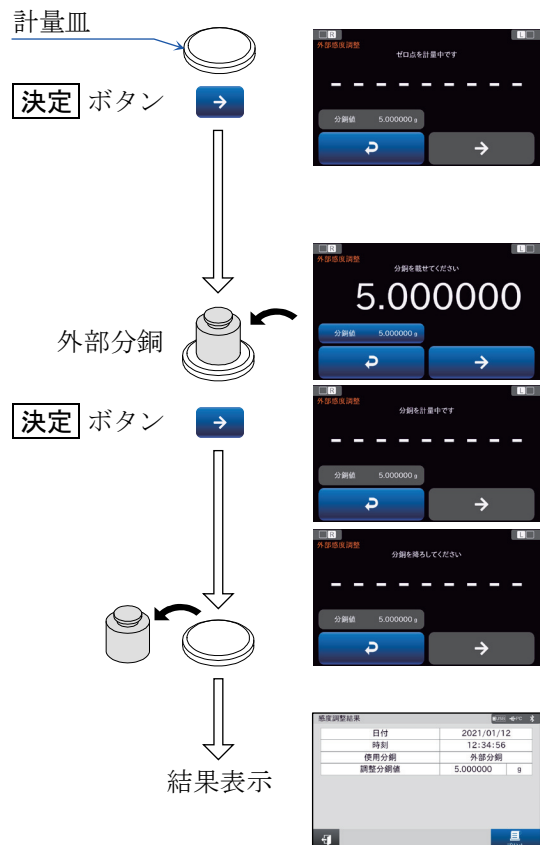 計量皿
決定 ボタン
R L
外部感度調整
ゼロ点を計量中です
- - - - - - - - -
分銅値 5.000000 g
外部分銅
R L
外部感度調整
分銅を載せてください
5.000000
分銅値 5.000000 g
決定 ボタン
R L
外部感度調整
分銅を計量中です
- - - - - - - - -
分銅値 5.000000 g
R L
外部感度調整
分銅を降ろしてください
- - - - - - - - -
分銅値 5.000000 g
結果表示
感度調整結果
日付 2021/01/12
時刻 12:34:56
使用分銅 外部分銅
調整分銅値 5.000000 g